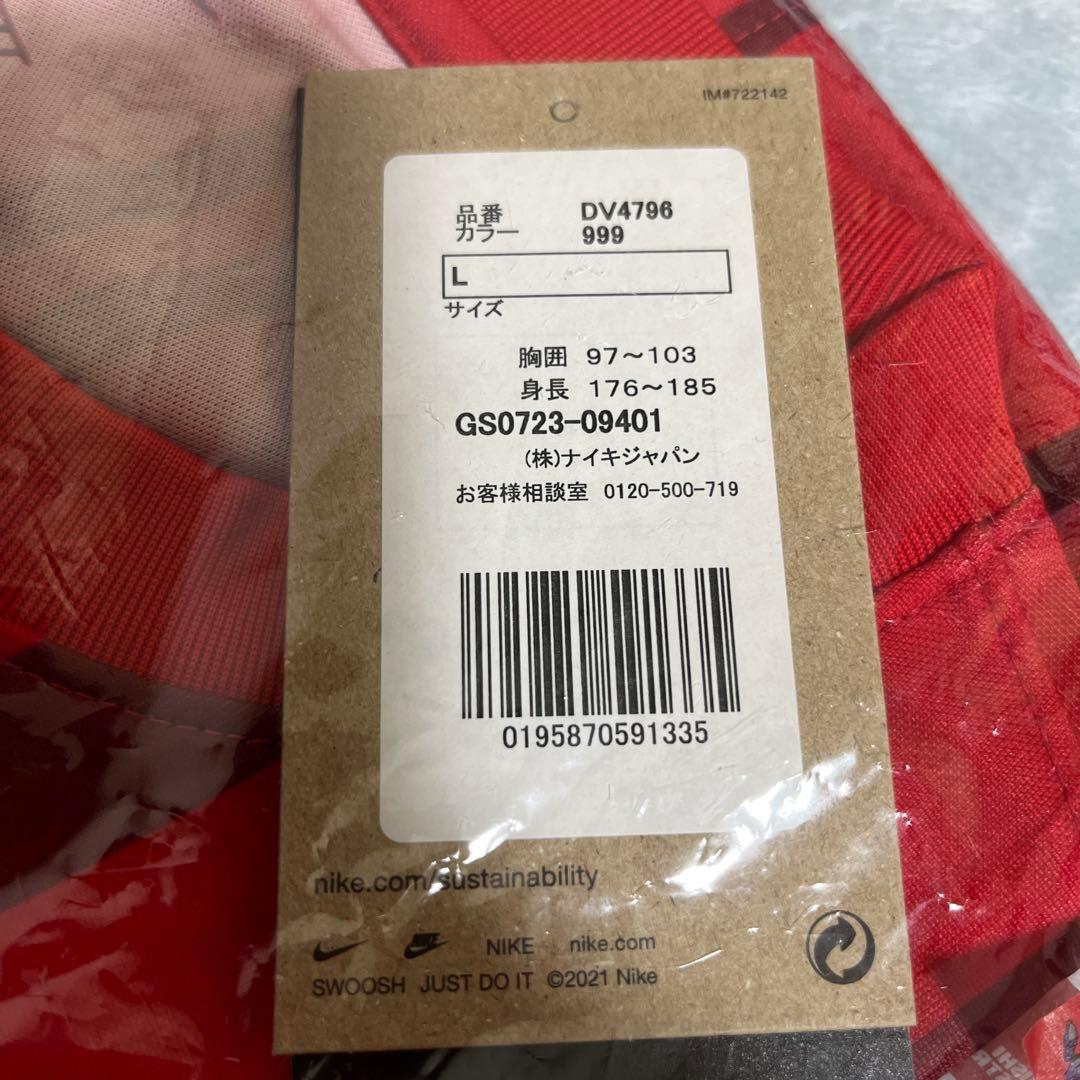 IM#722142
品番 DV4796
カラー 999
L
サイズ
胸囲 97～103
身長 176～185
GS0723-09401
(株)ナイキジャパン
お客様相談室 0120-500-719
0195870591335
nike.com/sustainability
NIKE nike.com
SWOOSH JUST DO IT ©2021 Nike